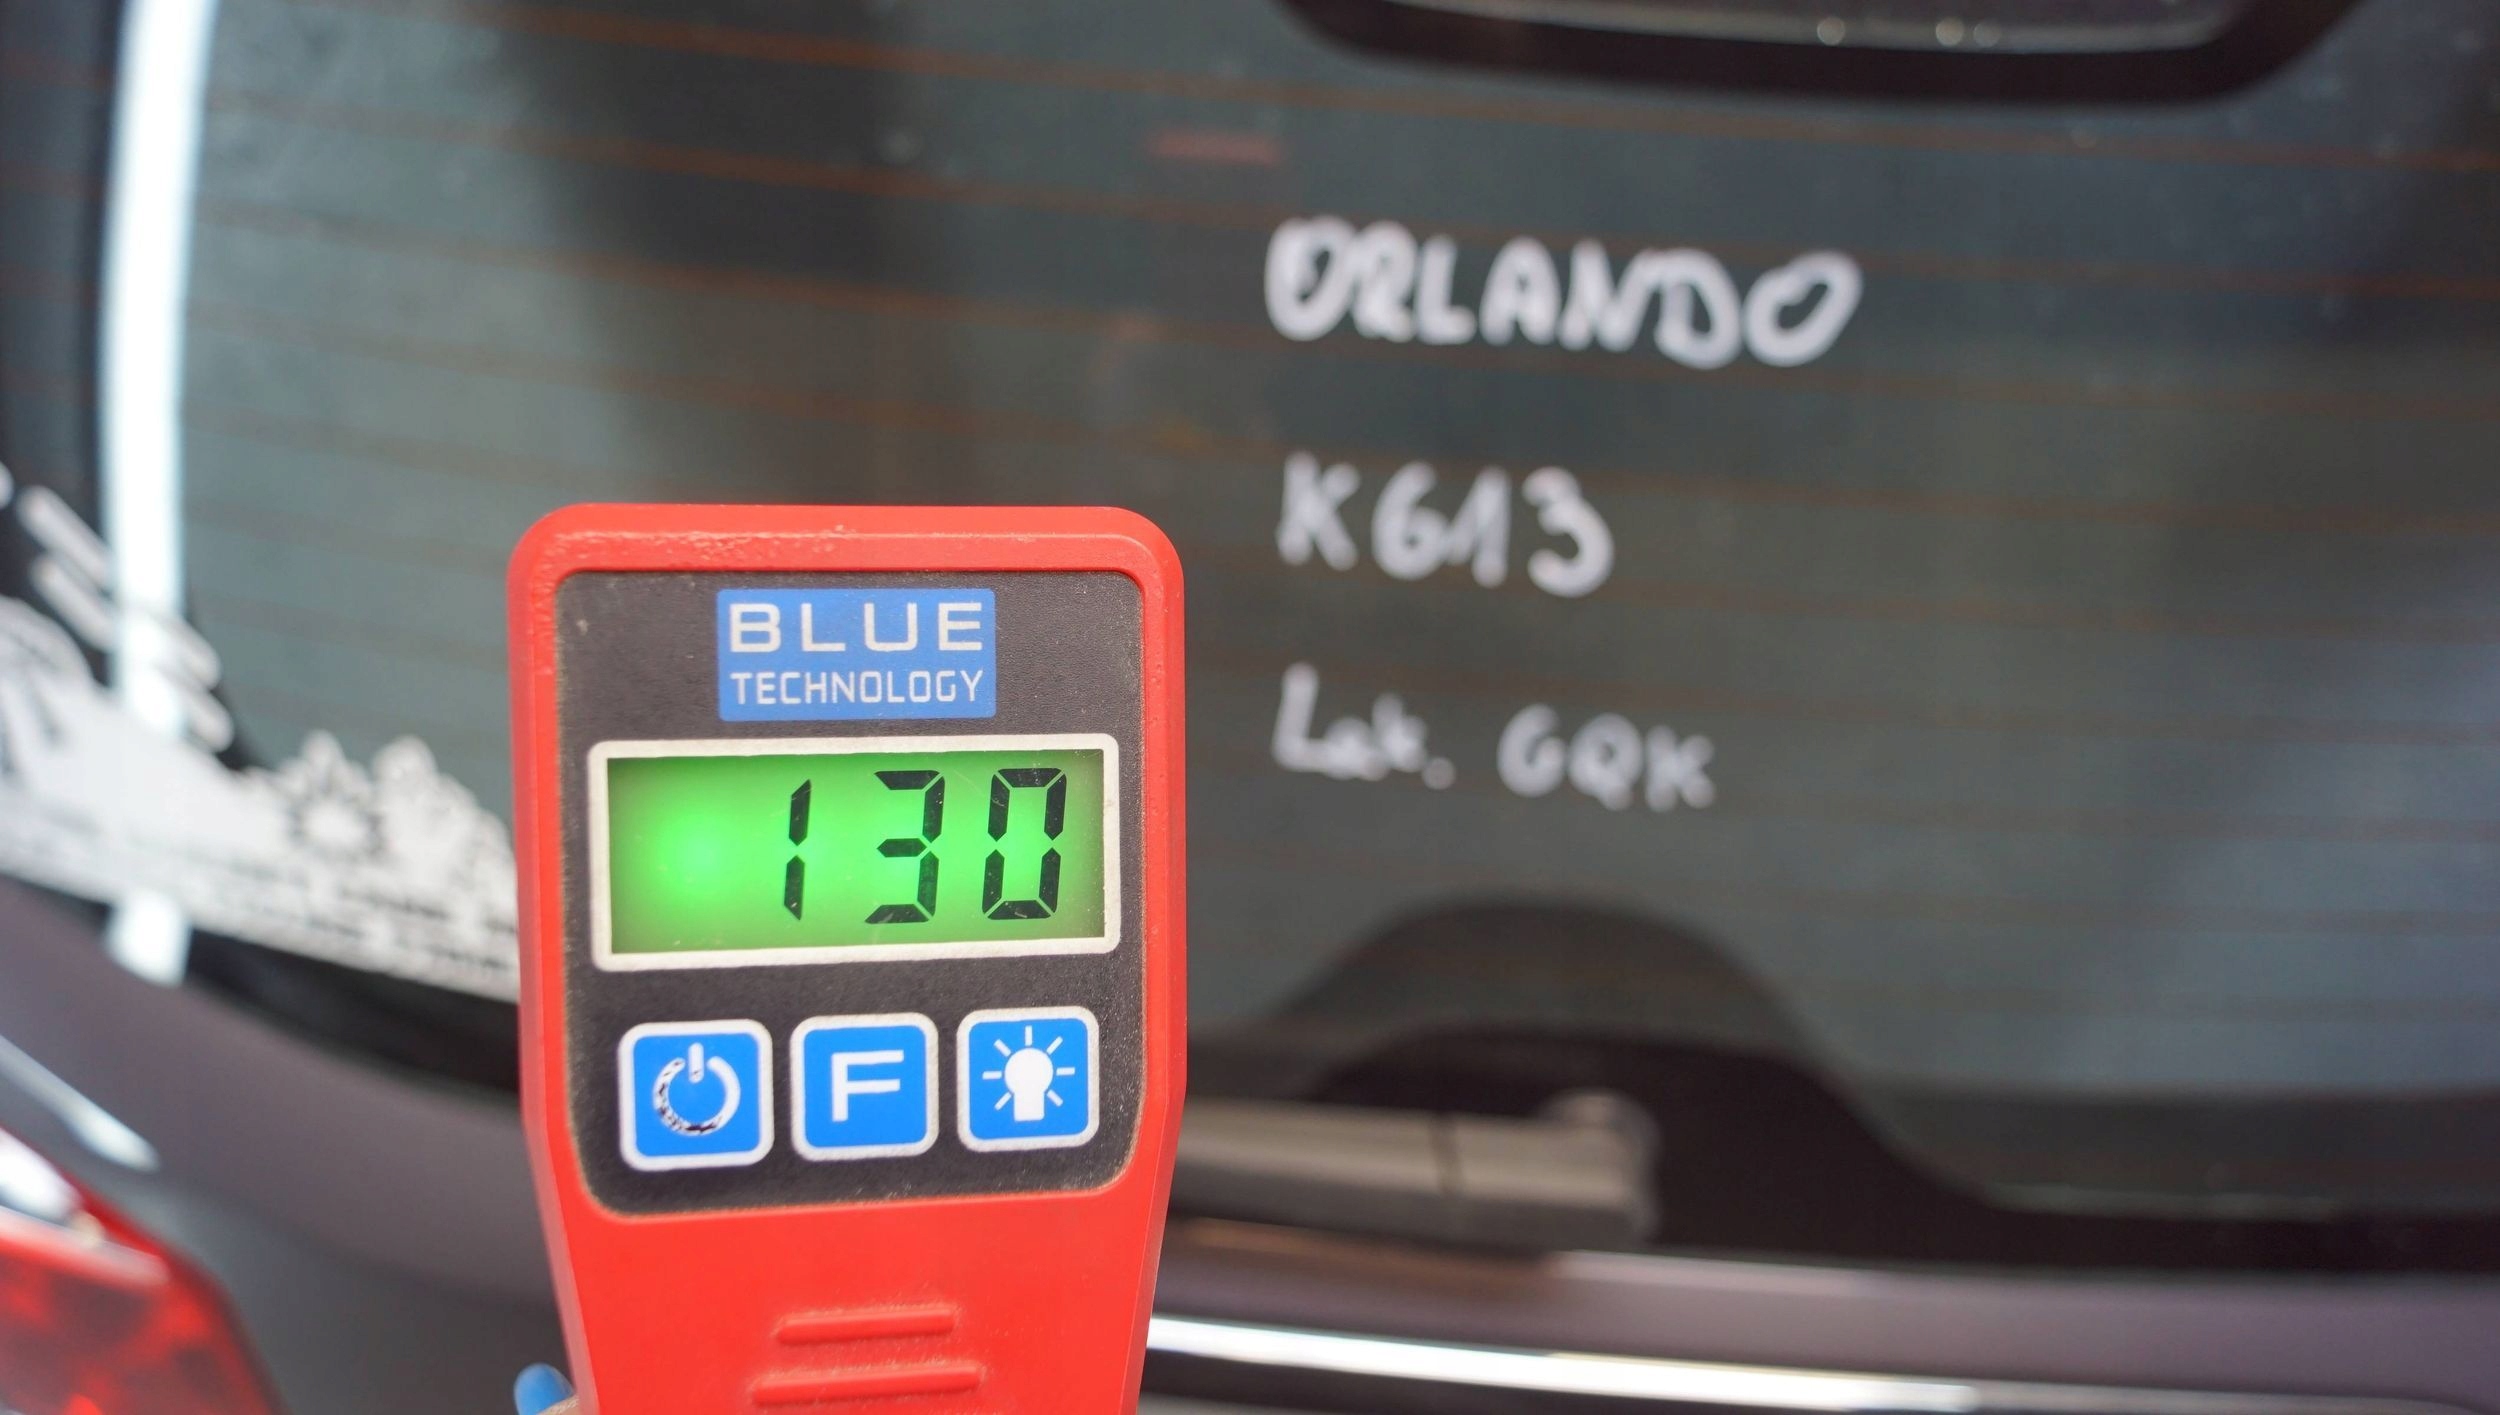 ORLANDO
K613
Lak. GQK
BLUE
TECHNOLOGY
130
F